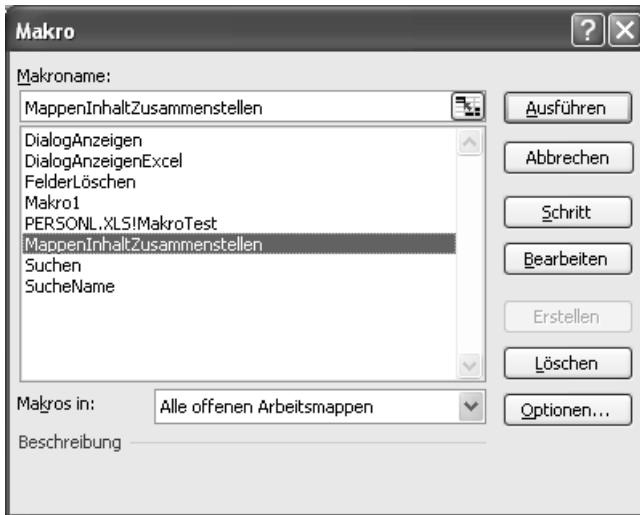 Makro
Makroname:
MappenInhaltZusammenstellen
Ausführen
DialogAnzeigen
DialogAnzeigenExcel
FelderLöschen
Makro1
PERSONL.XLS!MakroTest
MappenInhaltZusammenstellen
Suchen
SucheName
Abbrechen
Schritt
Bearbeiten
Erstellen
Löschen
Makros in:
Alle offenen Arbeitsmappen
Optionen...
Beschreibung